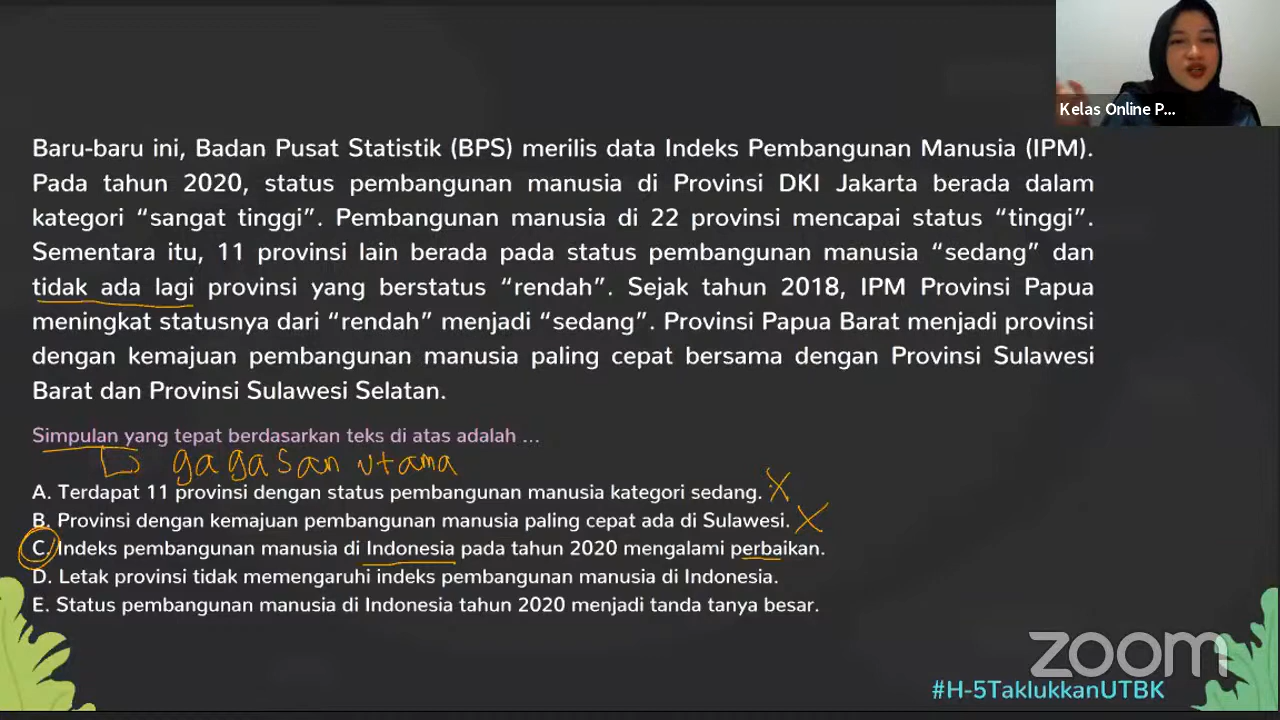 Kelas Online P...
Baru-baru ini, Badan Pusat Statistik (BPS) merilis data Indeks Pembangunan Manusia (IPM).
Pada tahun 2020, status pembangunan manusia di Provinsi DKI Jakarta berada dalam
kategori “sangat tinggi”. Pembangunan manusia di 22 provinsi mencapai status “tinggi”.
Sementara itu, 11 provinsi lain berada pada status pembangunan manusia “sedang” dan
tidak ada lagi provinsi yang berstatus “rendah”. Sejak tahun 2018, IPM Provinsi Papua
meningkat statusnya dari “rendah” menjadi “sedang”. Provinsi Papua Barat menjadi provinsi
dengan kemajuan pembangunan manusia paling cepat bersama dengan Provinsi Sulawesi
Barat dan Provinsi Sulawesi Selatan.
Simpulan yang tepat berdasarkan teks di atas adalah ...
gagasan utama
A. Terdapat 11 provinsi dengan status pembangunan manusia kategori sedang. X
B. Provinsi dengan kemajuan pembangunan manusia paling cepat ada di Sulawesi. X
C. Indeks pembangunan manusia di Indonesia pada tahun 2020 mengalami perbaikan.
D. Letak provinsi tidak memengaruhi indeks pembangunan manusia di Indonesia.
E. Status pembangunan manusia di Indonesia tahun 2020 menjadi tanda tanya besar.
zoom
#H-5TaklukkanUTBK